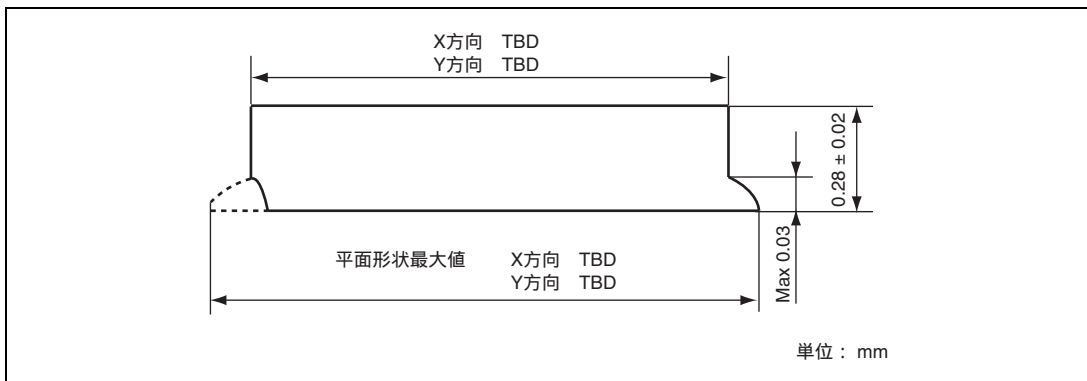 X方向 TBD
Y方向 TBD
0.28 ± 0.02
Max 0.03
平面形状最大値 X方向 TBD
Y方向 TBD
単位： mm